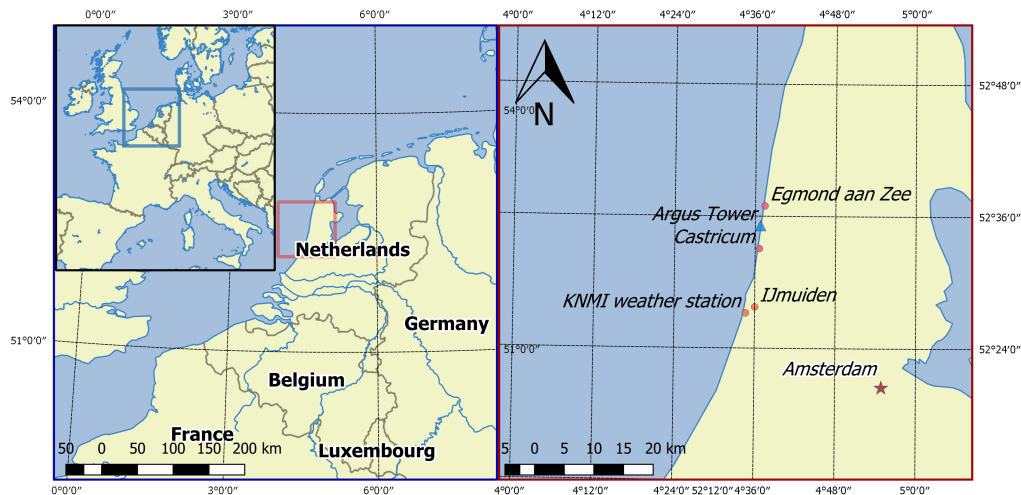 0°0'0" 3°0'0" 6°0'0" 4°0'0" 4°12'0" 4°24'0" 4°36'0" 4°48'0" 5°0'0"
52°48'0"
54°0'0" 54°0'0"
N
Egmond aan Zee
Argus Tower
52°36'0"
Castricum
Netherlands
IJmuiden
KNMI weather station
Germany
51°0'0" 51°0'0" 52°24'0"
Amsterdam
Belgium
France
Luxembourg
50 0 50 100 150 200 km 5 0 5 10 15 20 km
0°0'0" 3°0'0" 6°0'0" 4°0'0" 4°12'0" 4°24'0" 52°12'0" 4°36'0" 4°48'0" 5°0'0"